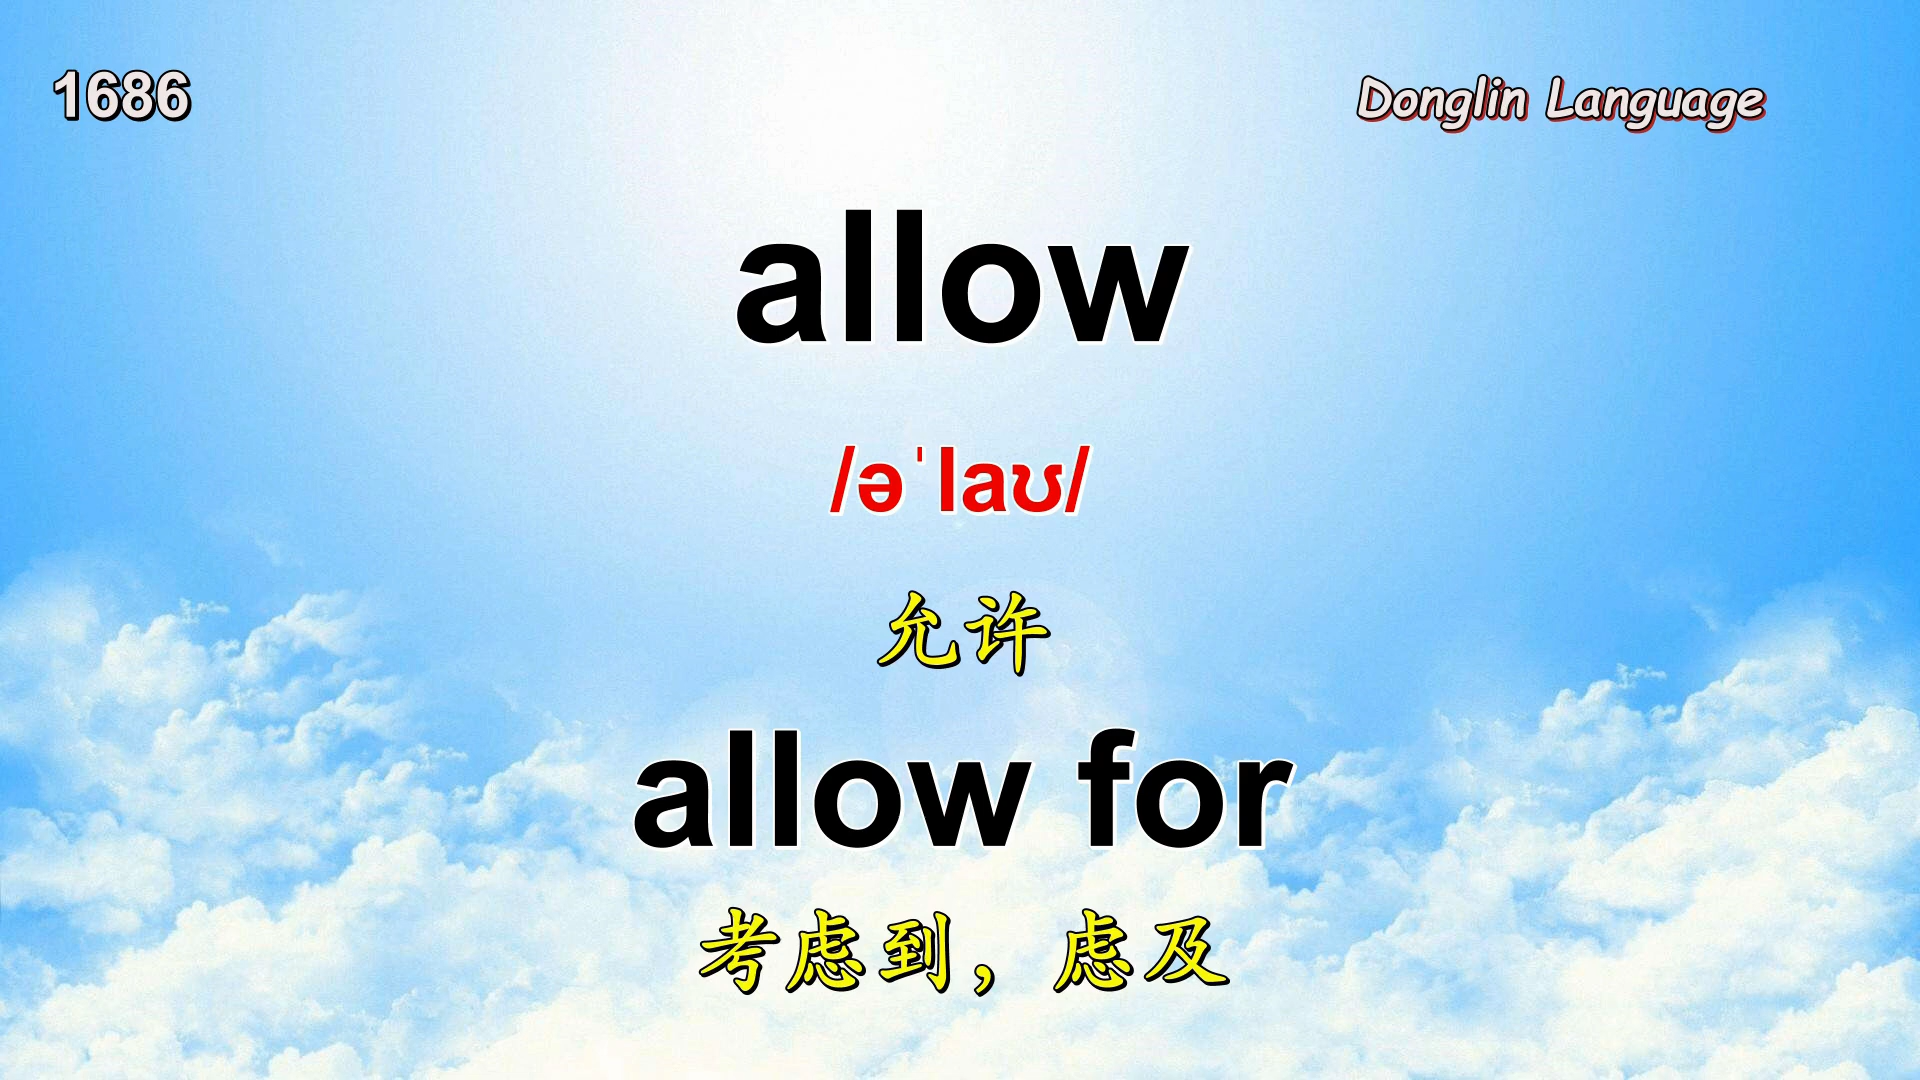 1686
Donglin Language
allow
/əˈlaʊ/
允许
allow for
考虑到，虑及